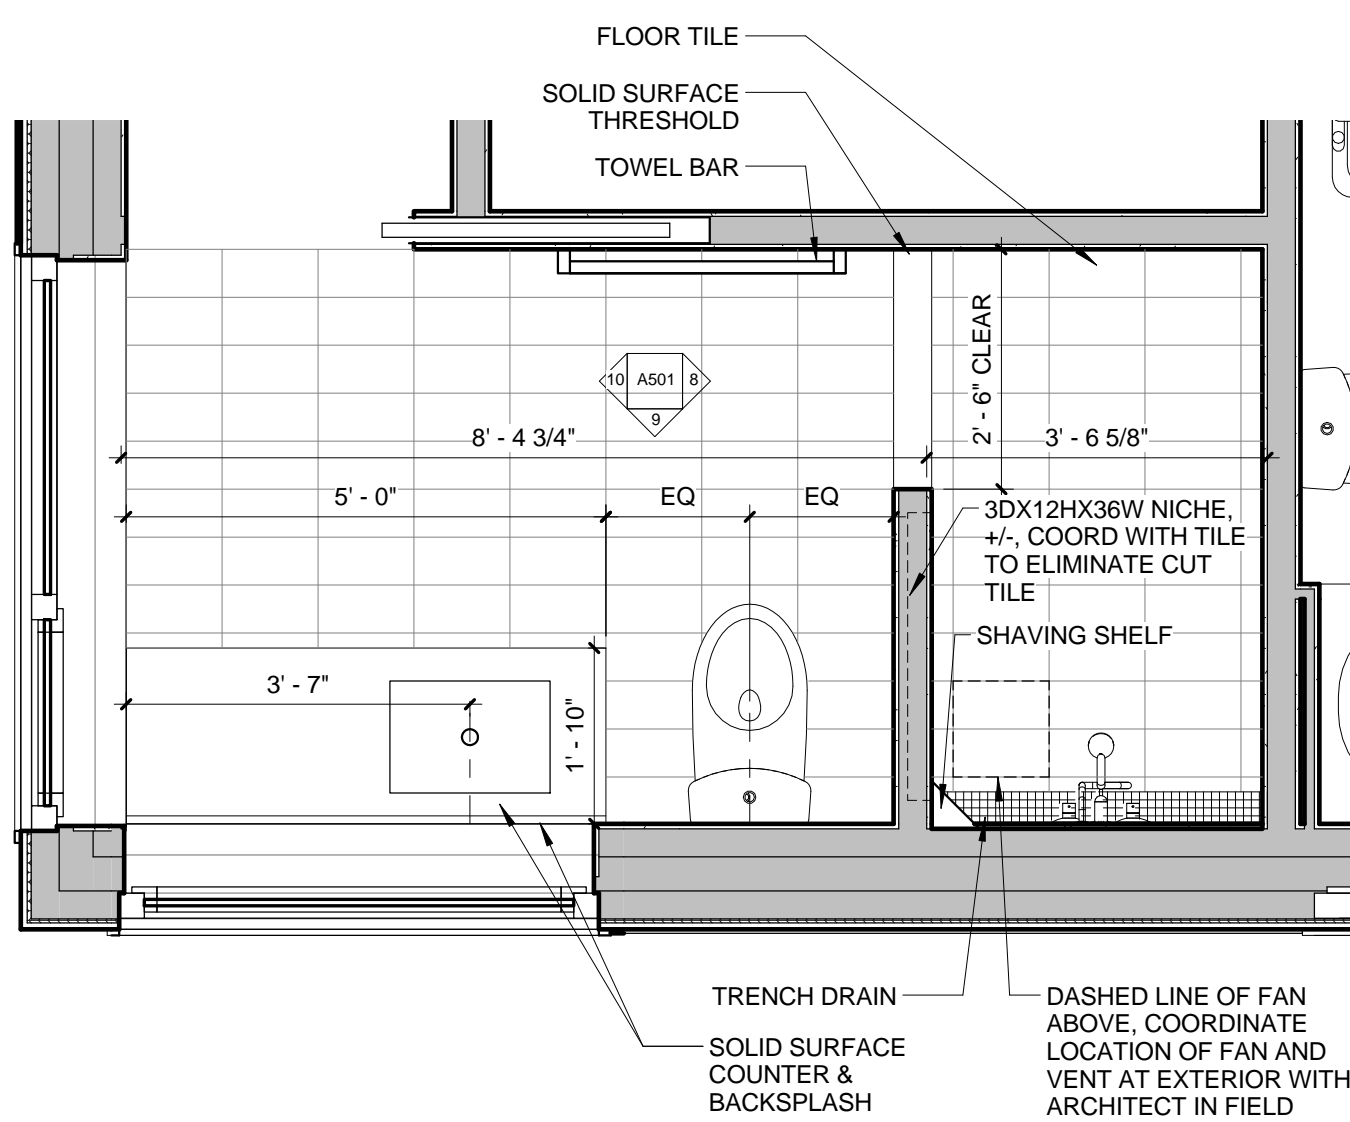 FLOOR TILE
SOLID SURFACE
THRESHOLD
TOWEL BAR
10 A501 8
9
2' - 6" CLEAR
8' - 4 3/4"
3' - 6 5/8"
5' - 0"
EQ
EQ
3DX12HX36W NICHE,
+/-, COORD WITH TILE
TO ELIMINATE CUT
TILE
SHAVING SHELF
3' - 7"
1' - 10"
TRENCH DRAIN
SOLID SURFACE
COUNTER &
BACKSPLASH
DASHED LINE OF FAN
ABOVE, COORDINATE
LOCATION OF FAN AND
VENT AT EXTERIOR WITH
ARCHITECT IN FIELD